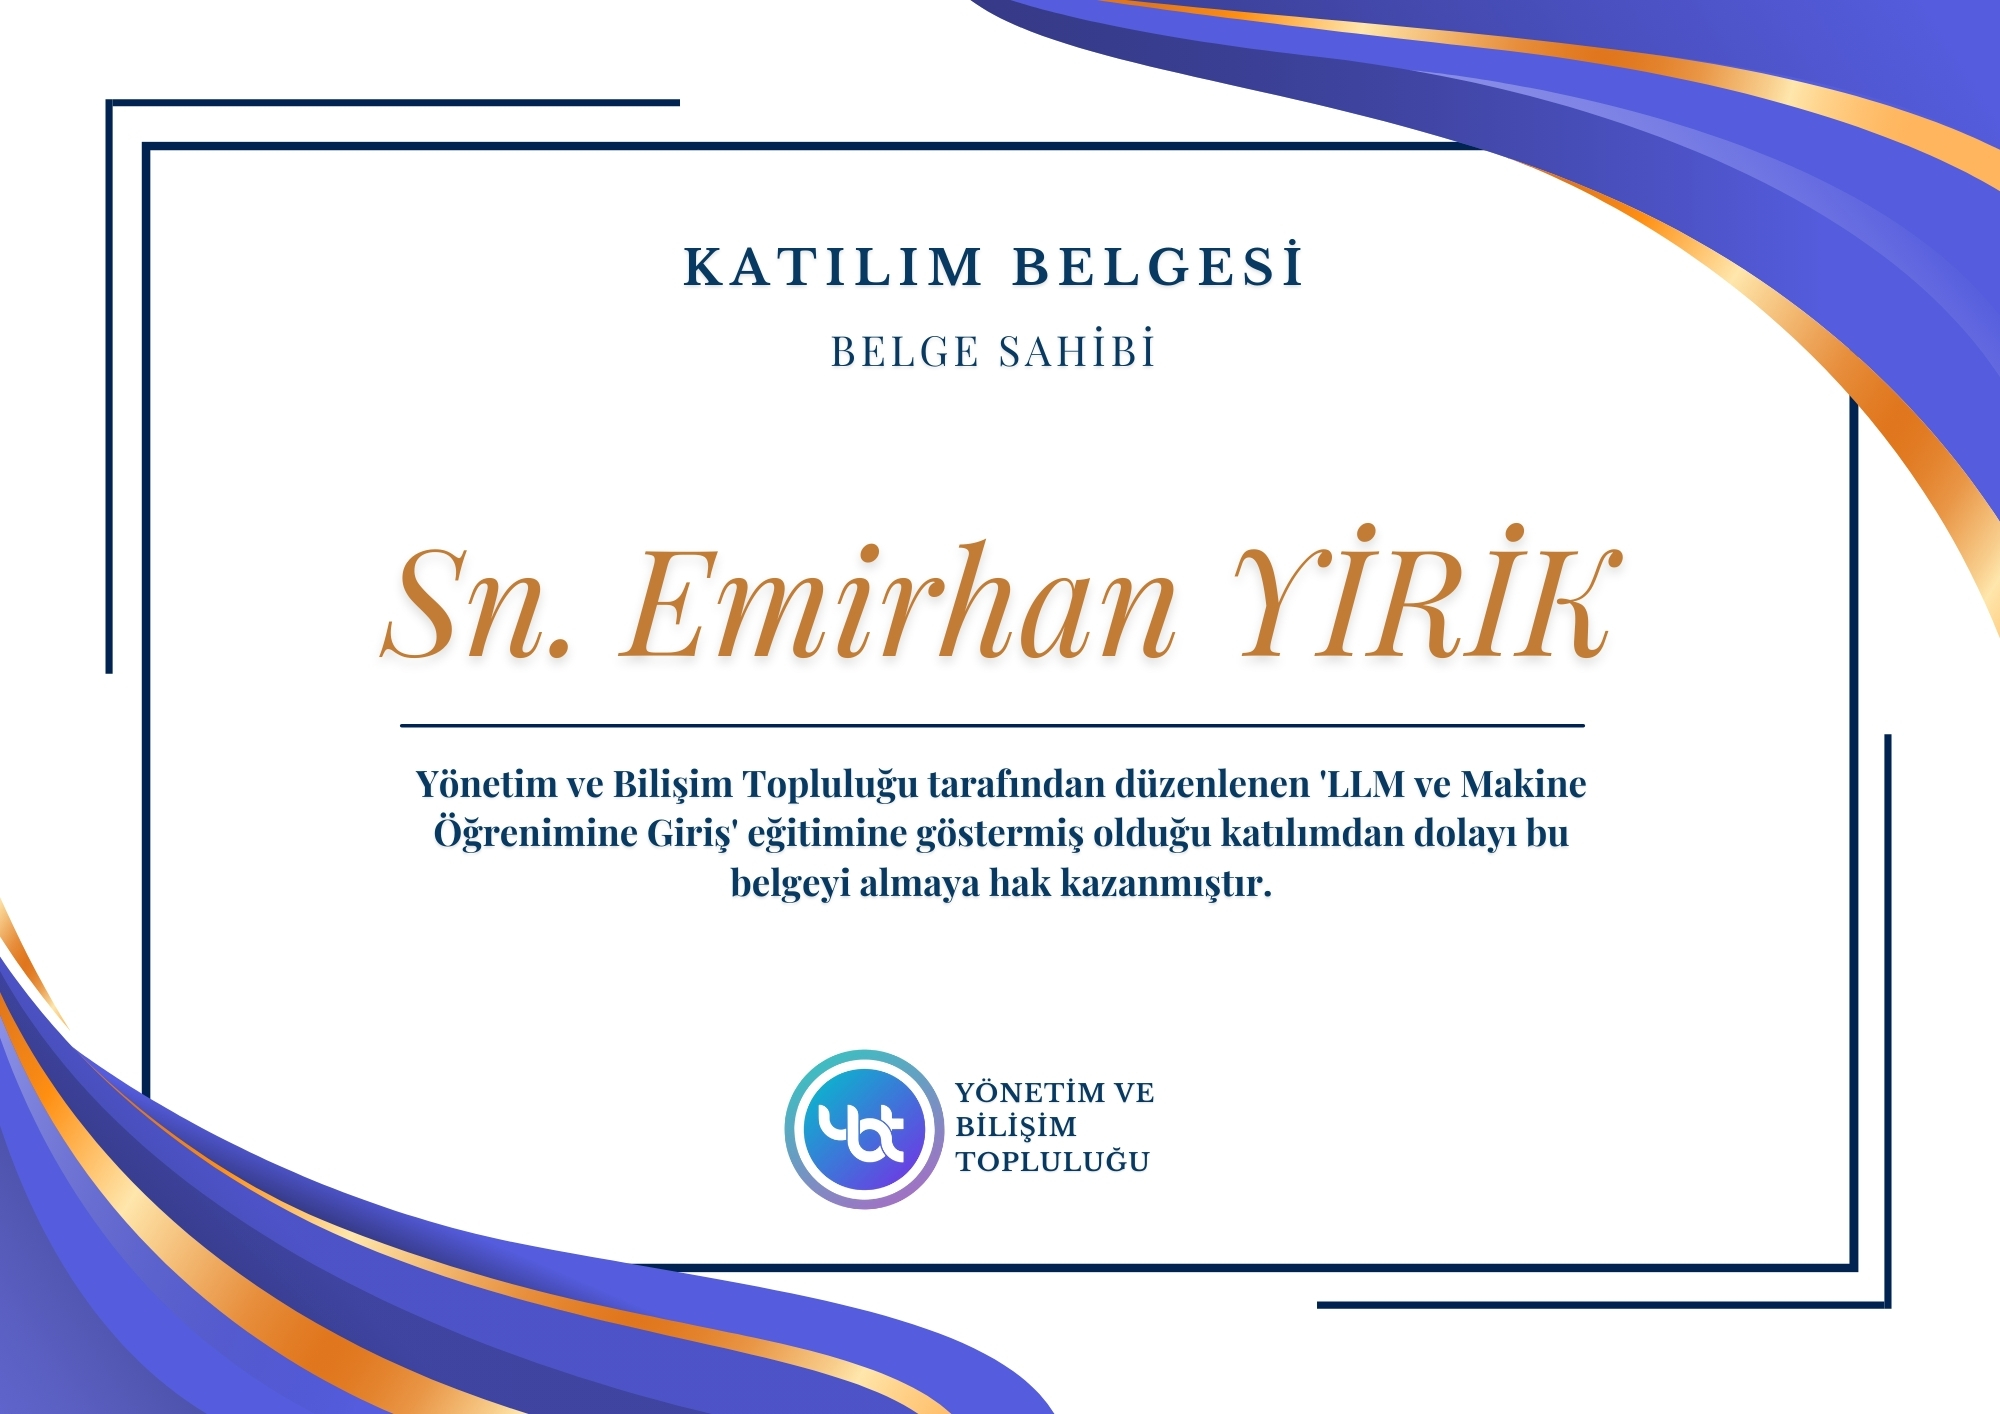 KATILIM BELGESİ
BELGE SAHİBİ
Sn. Emirhan YİRİK
Yönetim ve Bilişim Topluluğu tarafından düzenlenen 'LLM ve Makine
Öğrenimine Giriş' eğitimine göstermiş olduğu katılımdan dolayı bu
belgeyi almaya hak kazanmıştır.
ybt
YÖNETİM VE
BİLİŞİM
TOPLULUĞU